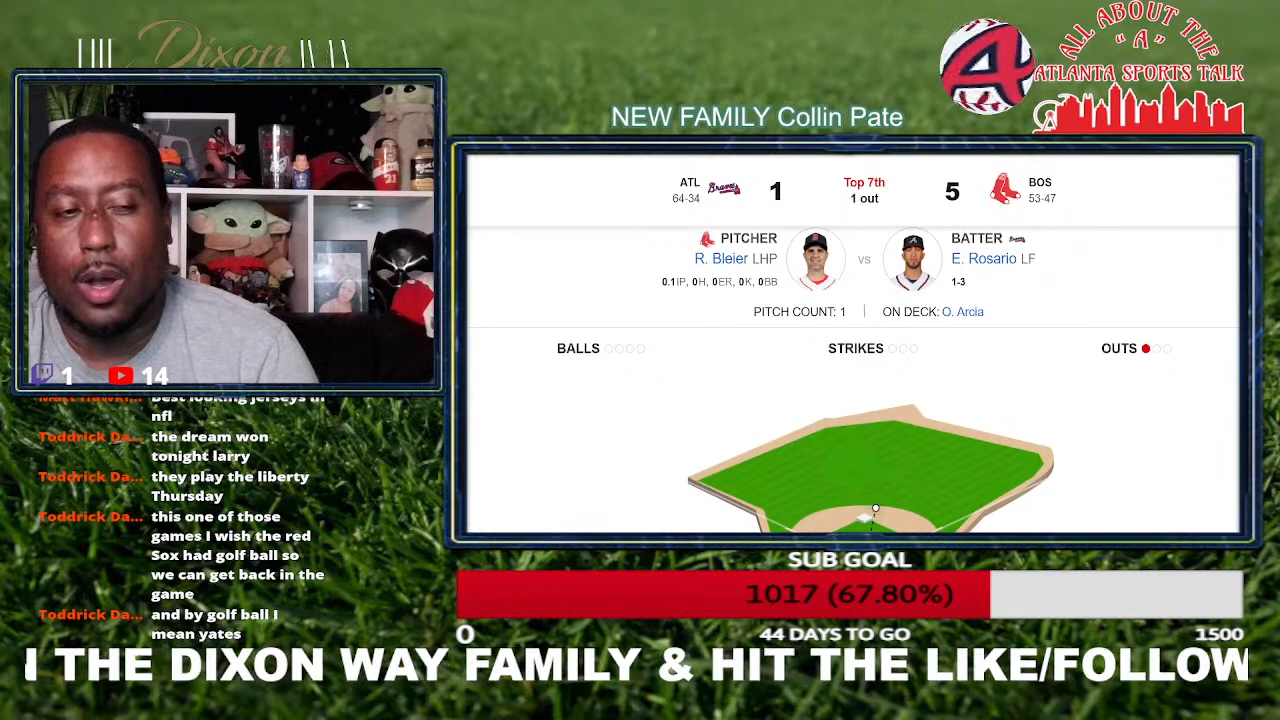 Dixon
ALL ABOUT THE
"A"
ATLANTA SPORTS TALK
NEW FAMILY Collin Pate
ATL
64-34
Braves
1
Top 7th
1 out
5
BOS
53-47
PITCHER
R. Bleier LHP
0.1IP, 0H, 0ER, 0K, 0BB
vs
BATTER
E. Rosario LF
1-3
PITCH COUNT: 1
ON DECK: O. Arcia
BALLS
STRIKES
OUTS
1
14
Best looking jerseys in
nfl
Toddrick Da... the dream won
tonight larry
Toddrick Da... they play the liberty
Thursday
Toddrick Da... this one of those
games I wish the red
Sox had golf ball so
we can get back in the
game
Toddrick Da... and by golf ball I
mean yates
SUB GOAL
1017 (67.80%)
0
44 DAYS TO GO
1500
THE DIXON WAY FAMILY & HIT THE LIKE/FOLLOW